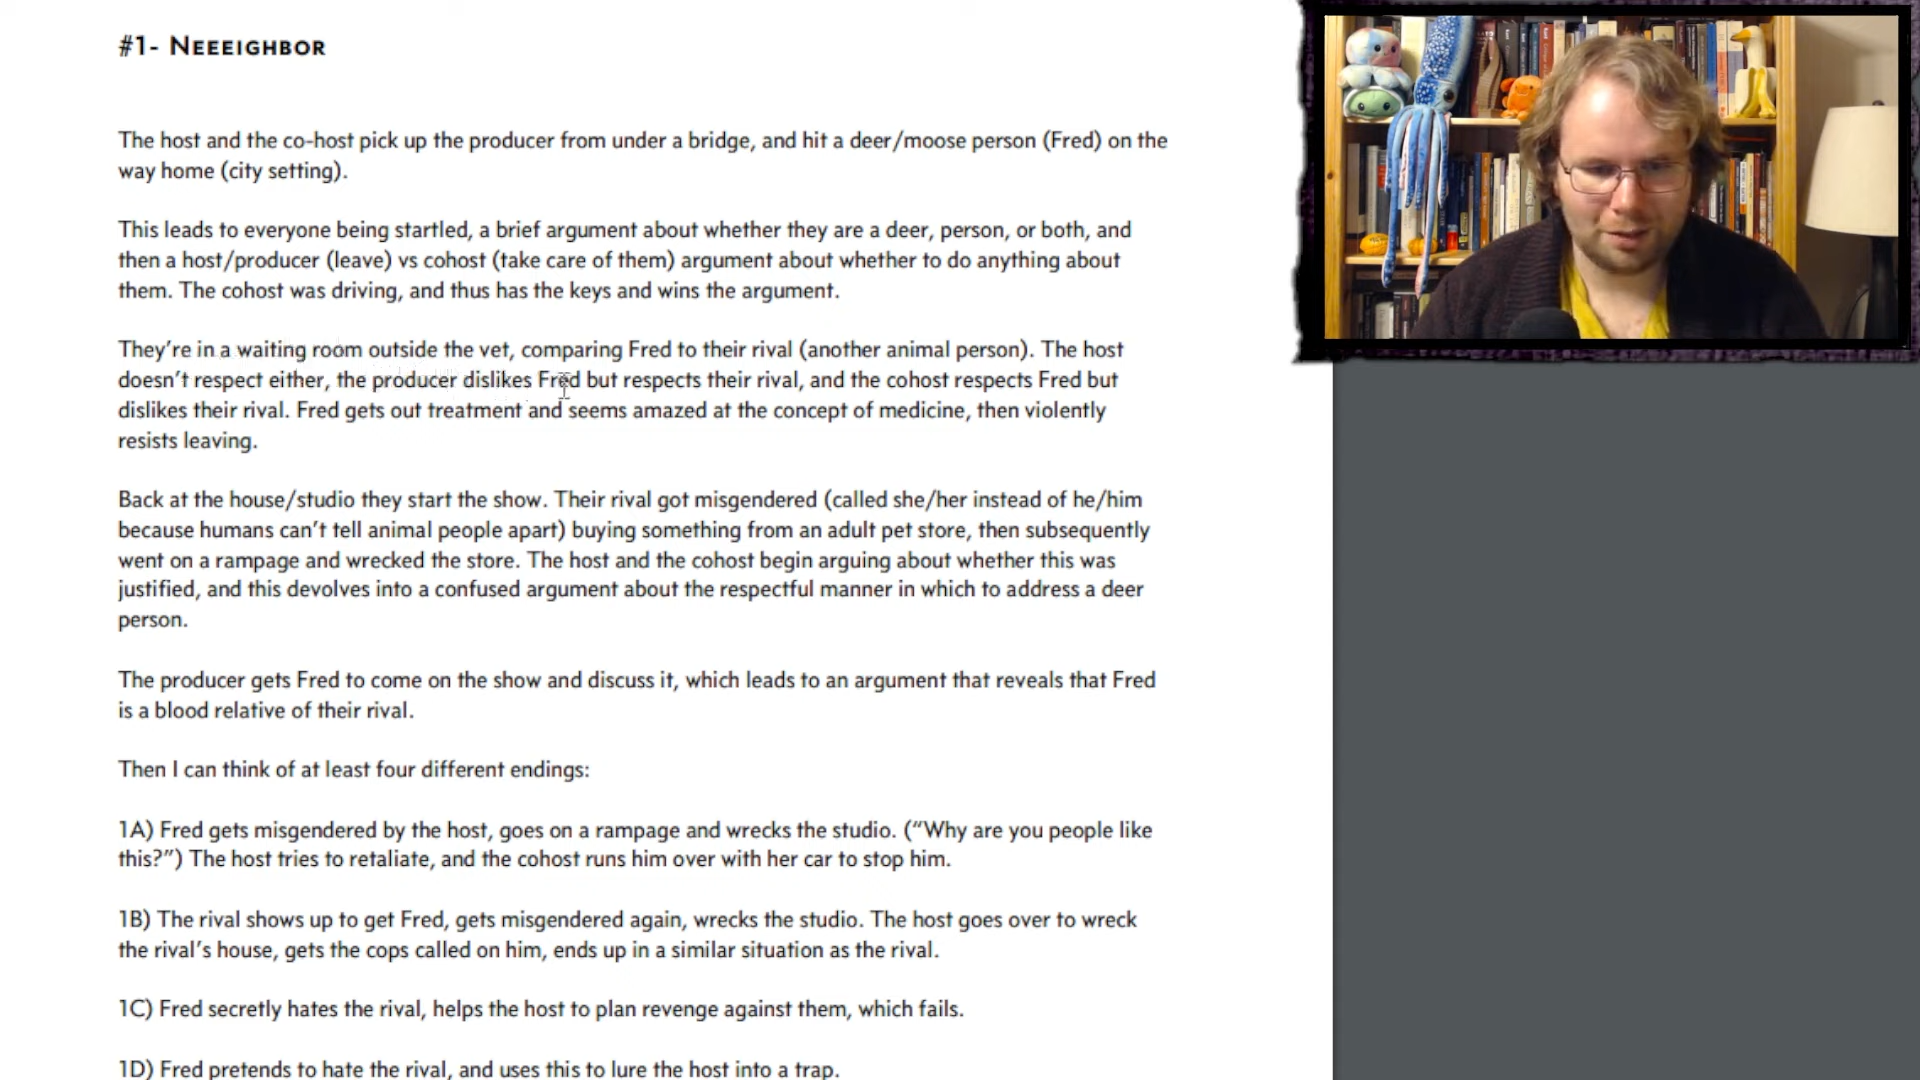 #1- Neeeighbor
The host and the co-host pick up the producer from under a bridge, and hit a deer/moose person (Fred) on the
way home (city setting).
This leads to everyone being startled, a brief argument about whether they are a deer, person, or both, and
then a host/producer (leave) vs cohost (take care of them) argument about whether to do anything about
them. The cohost was driving, and thus has the keys and wins the argument.
They're in a waiting room outside the vet, comparing Fred to their rival (another animal person). The host
doesn't respect either, the producer dislikes Fred but respects their rival, and the cohost respects Fred but
dislikes their rival. Fred gets out treatment and seems amazed at the concept of medicine, then violently
resists leaving.
Back at the house/studio they start the show. Their rival got misgendered (called she/her instead of he/him
because humans can't tell animal people apart) buying something from an adult pet store, then subsequently
went on a rampage and wrecked the store. The host and the cohost begin arguing about whether this was
justified, and this devolves into a confused argument about the respectful manner in which to address a deer
person.
The producer gets Fred to come on the show and discuss it, which leads to an argument that reveals that Fred
is a blood relative of their rival.
Then I can think of at least four different endings:
1A) Fred gets misgendered by the host, goes on a rampage and wrecks the studio. ("Why are you people like
this?") The host tries to retaliate, and the cohost runs him over with her car to stop him.
1B) The rival shows up to get Fred, gets misgendered again, wrecks the studio. The host goes over to wreck
the rival's house, gets the cops called on him, ends up in a similar situation as the rival.
1C) Fred secretly hates the rival, helps the host to plan revenge against them, which fails.
1D) Fred pretends to hate the rival, and uses this to lure the host into a trap.